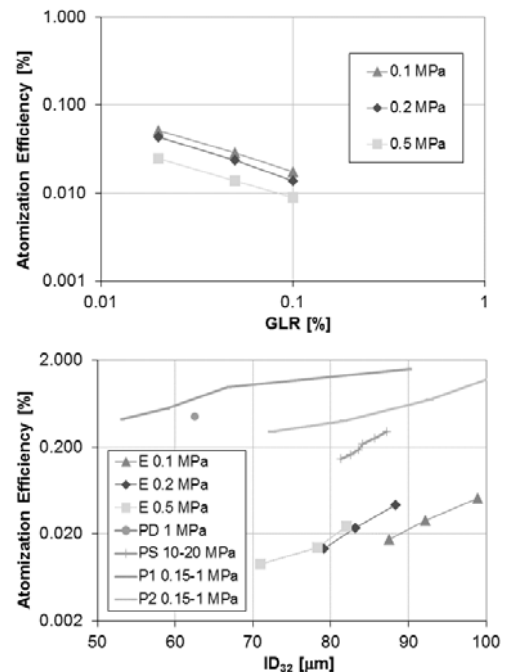 1.000
0.100
0.010
0.001
Atomization Efficiency [%]
0.1 MPa
0.2 MPa
0.5 MPa
0.01 0.1 1
GLR [%]
2.000
0.200
0.020
0.002
Atomization Efficiency [%]
E 0.1 MPa
E 0.2 MPa
E 0.5 MPa
PD 1 MPa
PS 10-20 MPa
P1 0.15-1 MPa
P2 0.15-1 MPa
50 60 70 80 90 100
ID32 [µm]